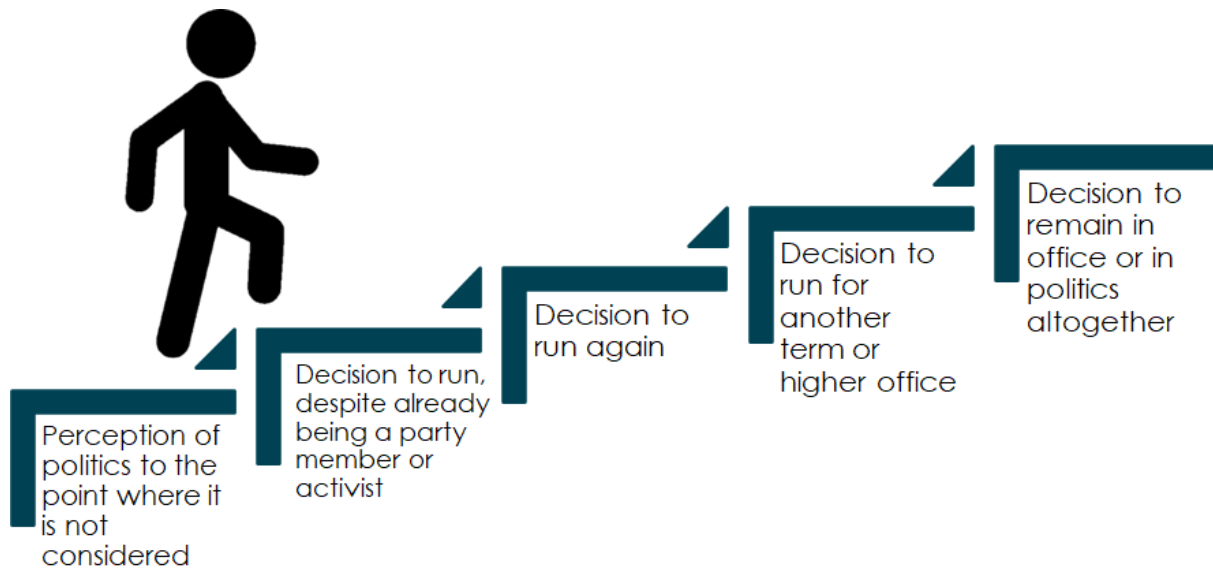 Perception of
politics to the
point where it
is not
considered
Decision to run,
despite already
being a party
member or
activist
Decision to
run again
Decision to
run for
another
term or
higher office
Decision to
remain in
office or in
politics
altogether